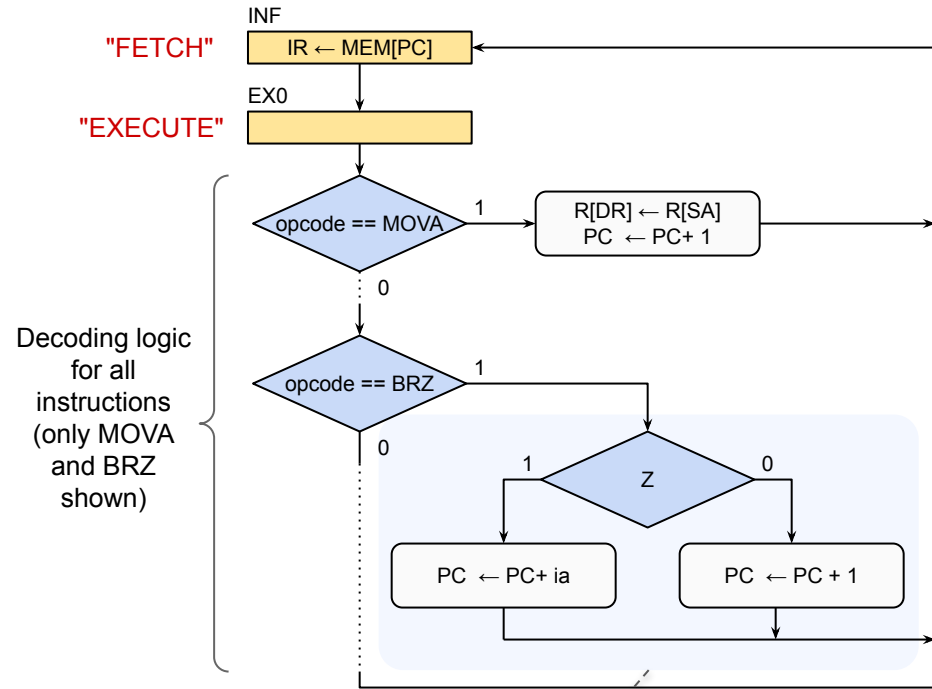 INF
"FETCH"
IR ← MEM[PC]
EX0
"EXECUTE"
opcode == MOVA
1
R[DR] ← R[SA]
PC ← PC+ 1
0
Decoding logic
for all
instructions
(only MOVA
and BRZ
shown)
opcode == BRZ
1
0
Z
1
0
PC ← PC+ ia
PC ← PC + 1